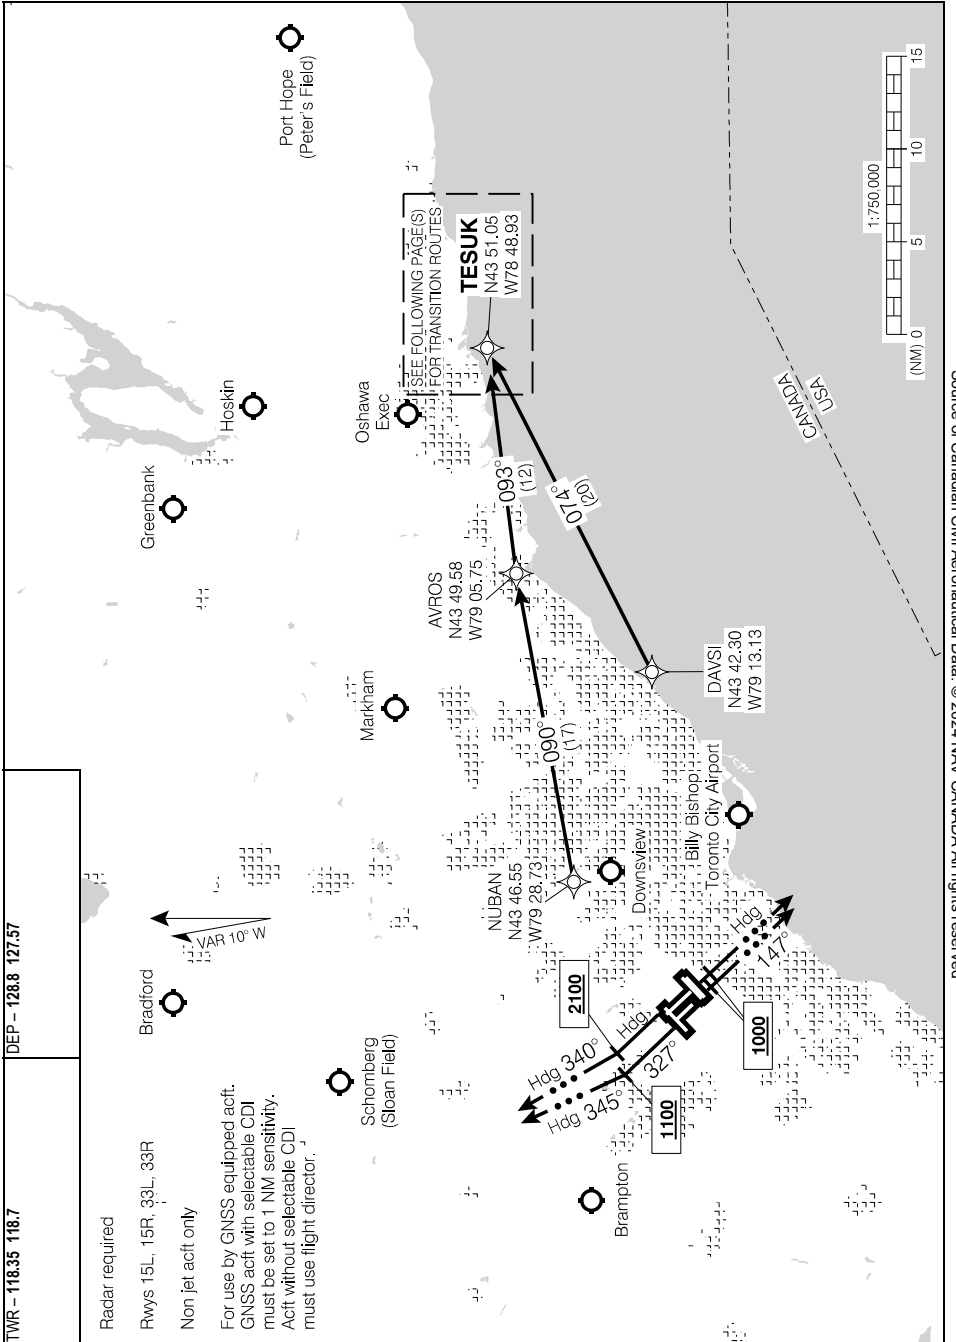 TWR – 118.35 118.7
DEP – 128.8 127.57
Radar required
Rwys 15L, 15R, 33L, 33R
Non jet acft only
For use by GNSS equipped acft.
GNSS acft with selectable CDI
must be set to 1 NM sensitivity.
Acft without selectable CDI
must use flight director.
VAR 10° W
Bradford
Schomberg
(Sloan Field)
Brampton
Greenbank
Hoskin
Port Hope
(Peter's Field)
Markham
Oshawa
Exec
SEE FOLLOWING PAGE(S)
FOR TRANSITION ROUTES
TESUK
N43 51.05
W78 48.93
AVROS
N43 49.58
W79 05.75
093°
(12)
074°
(20)
090°
(17)
NUBAN
N43 46.55
W79 28.73
DAVSI
N43 42.30
W79 13.13
Downsview
Billy Bishop
Toronto City Airport
2100
1100
1000
Hdg 340°
Hdg 345°
Hdg
327°
Hdg
147°
CANADA
USA
1:750,000
(NM) 0 5 10 15